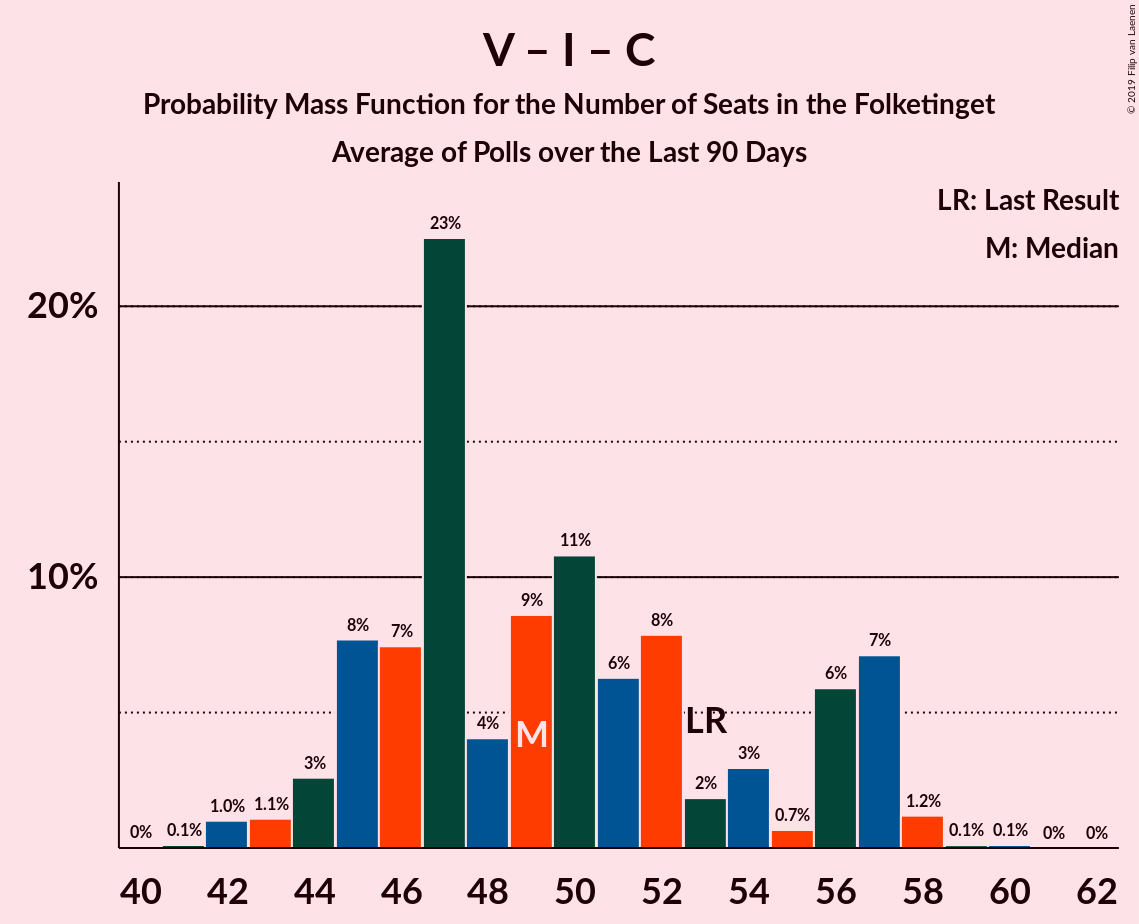 V – I – C
Probability Mass Function for the Number of Seats in the Folketinget
Average of Polls over the Last 90 Days
© 2019 Filip van Laenen
LR: Last Result
M: Median
20%
10%
0%
0.1%
1.0%
1.1%
3%
8%
7%
23%
4%
9%
11%
6%
8%
2%
3%
0.7%
6%
7%
1.2%
0.1%
0.1%
0%
0%
M
LR
40 42 44 46 48 50 52 54 56 58 60 62